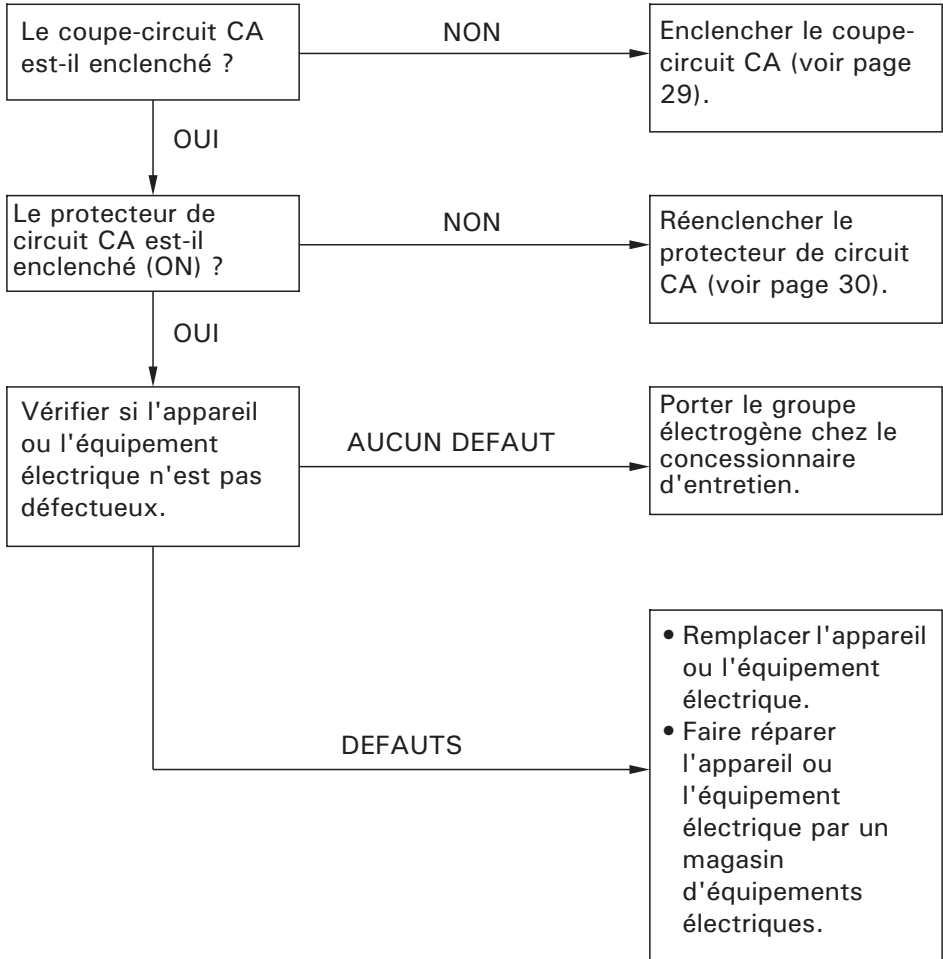 Le coupe-circuit CA
est-il enclenché ?
NON
Enclencher le coupe-
circuit CA (voir page
29).
OUI
Le protecteur de
circuit CA est-il
enclenché (ON) ?
NON
Réenclencher le
protecteur de circuit
CA (voir page 30).
OUI
Vérifier si l'appareil
ou l'équipement
électrique n'est pas
défectueux.
AUCUN DEFAUT
Porter le groupe
électrogène chez le
concessionnaire
d'entretien.
DEFAUTS
• Remplacer l'appareil
ou l'équipement
électrique.
• Faire réparer
l'appareil ou
l'équipement
électrique par un
magasin
d'équipements
électriques.